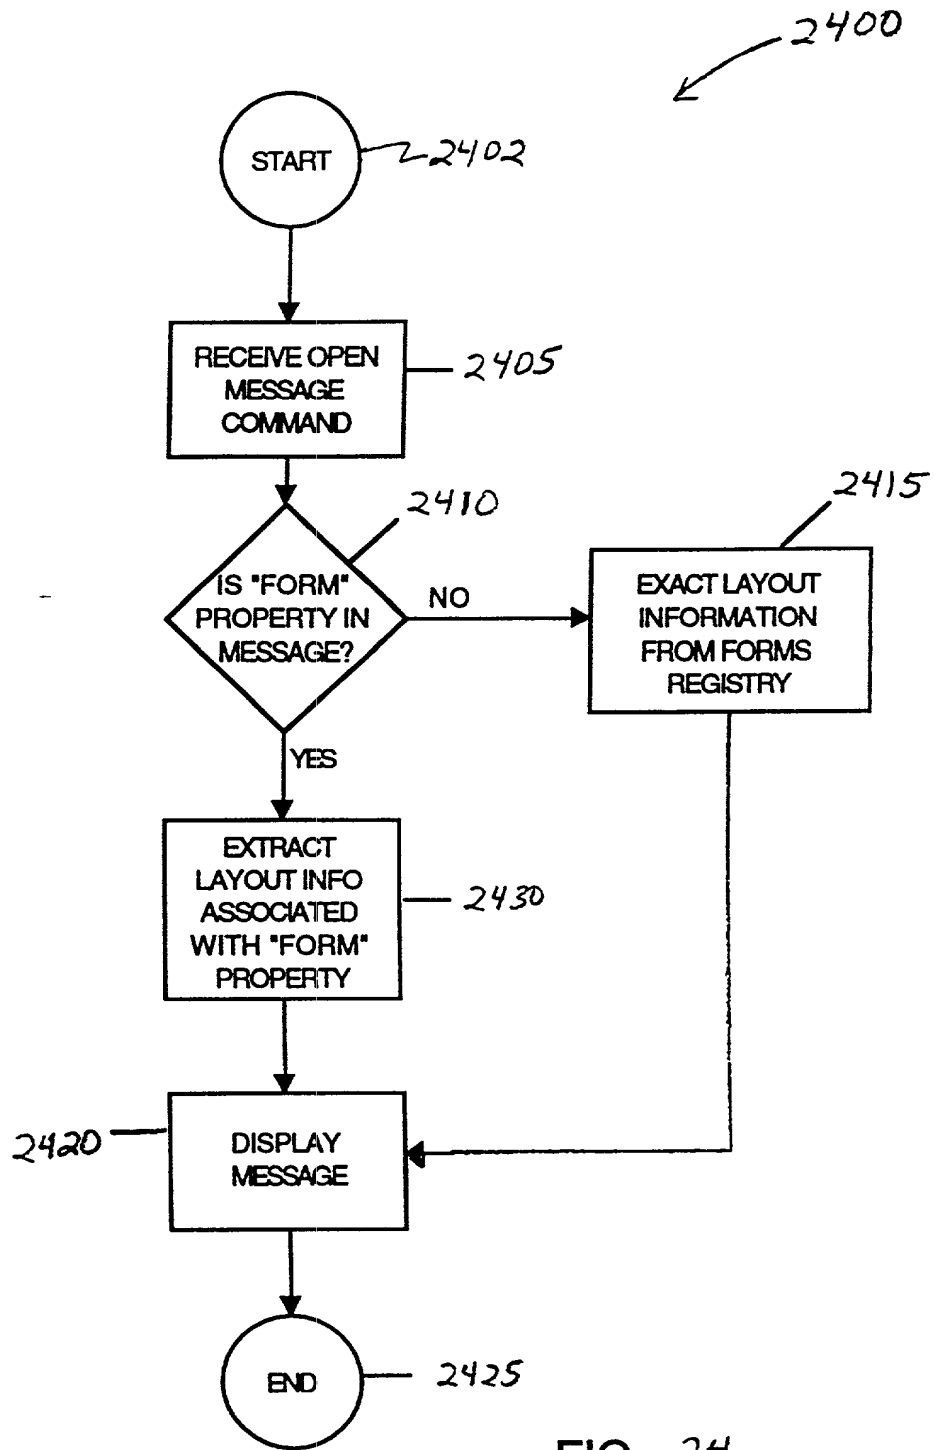 2400
START
2402
RECEIVE OPEN
MESSAGE
COMMAND
2405
2410
IS "FORM"
PROPERTY IN
MESSAGE?
NO
2415
EXACT LAYOUT
INFORMATION
FROM FORMS
REGISTRY
YES
EXTRACT
LAYOUT INFO
ASSOCIATED
WITH "FORM"
PROPERTY
2430
2420
DISPLAY
MESSAGE
END
2425
FIG. 24